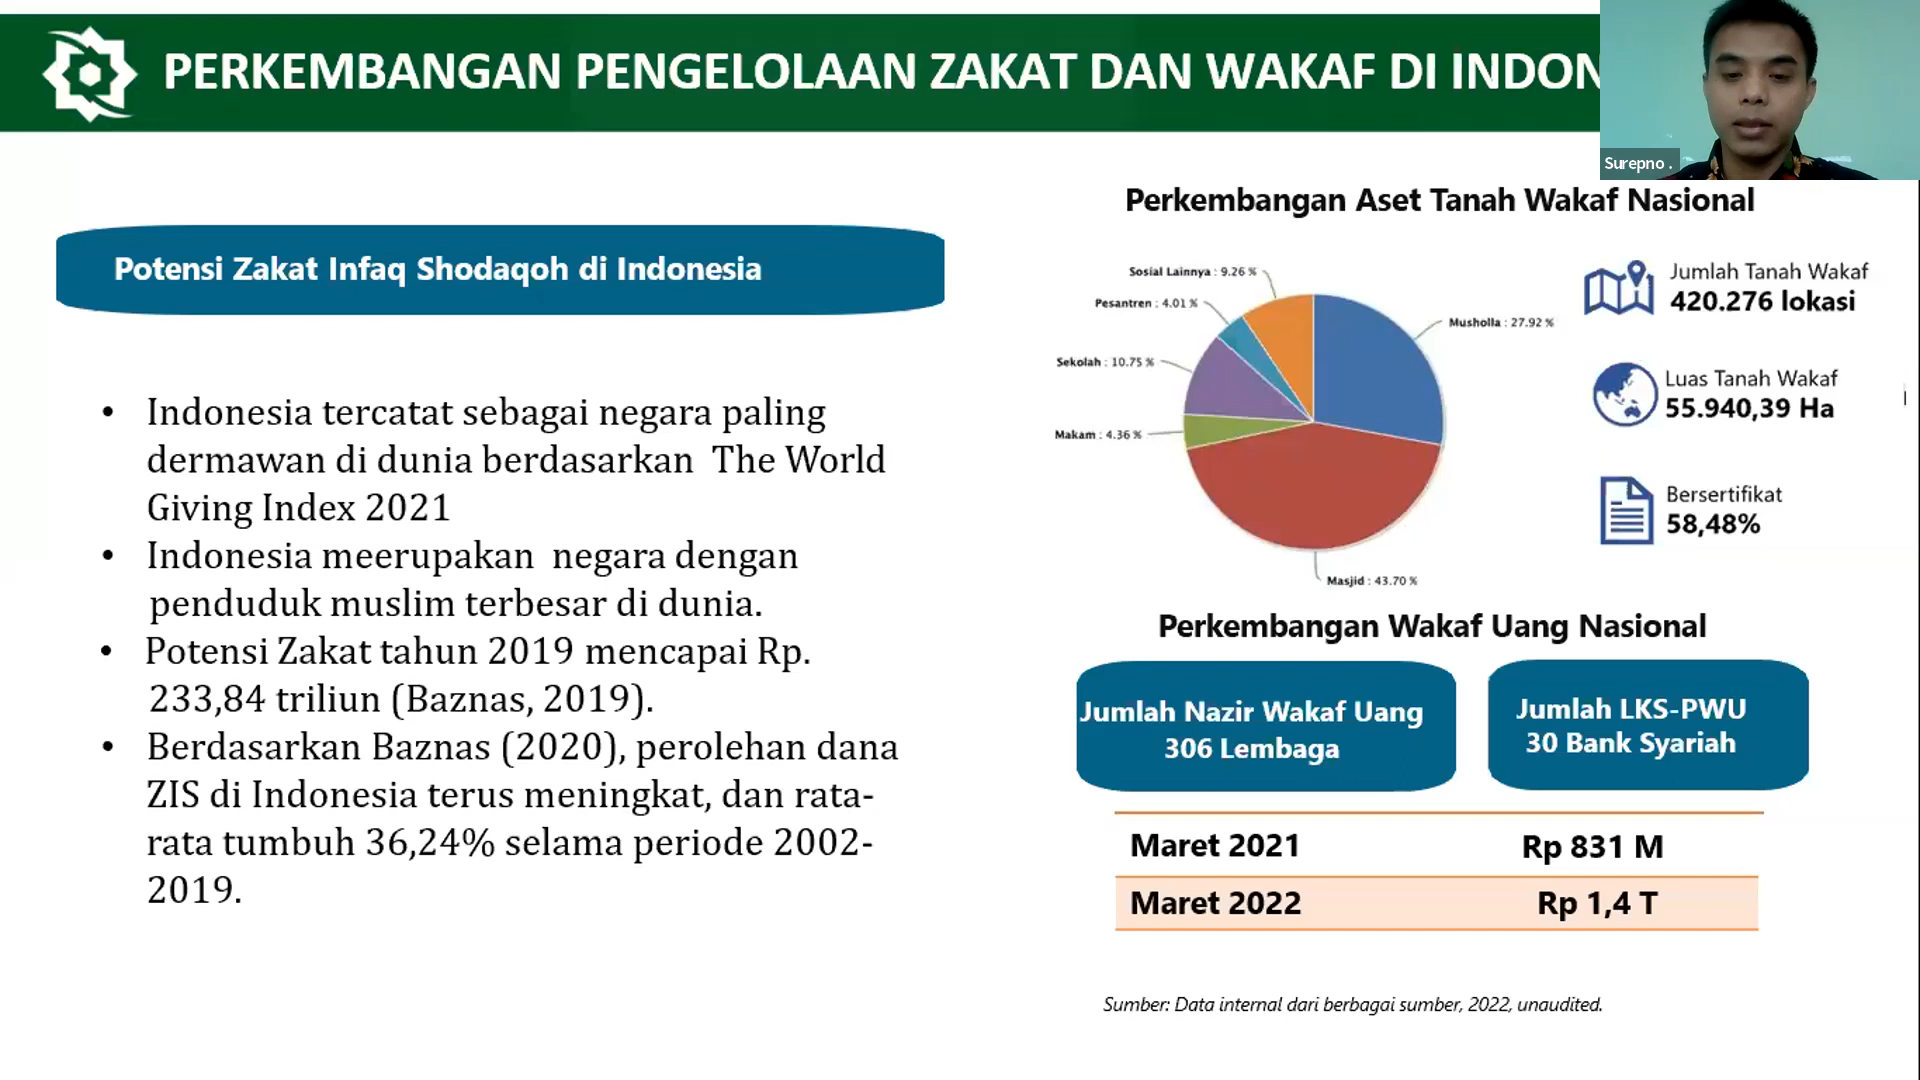 PERKEMBANGAN PENGELOLAAN ZAKAT DAN WAKAF DI INDON
Surepno .
Potensi Zakat Infaq Shodaqoh di Indonesia
• Indonesia tercatat sebagai negara paling
dermawan di dunia berdasarkan The World
Giving Index 2021
• Indonesia meerupakan negara dengan
penduduk muslim terbesar di dunia.
• Potensi Zakat tahun 2019 mencapai Rp.
233,84 triliun (Baznas, 2019).
• Berdasarkan Baznas (2020), perolehan dana
ZIS di Indonesia terus meningkat, dan rata-
rata tumbuh 36,24% selama periode 2002-
2019.
Perkembangan Aset Tanah Wakaf Nasional
Sosial Lainnya : 9.26 %
Pesantren : 4.01 %
Musholla : 27.92 %
Sekolah : 10.75 %
Makam : 4.36 %
Masjid : 43.70 %
Jumlah Tanah Wakaf
420.276 lokasi
Luas Tanah Wakaf
55.940,39 Ha
Bersertifikat
58,48%
Perkembangan Wakaf Uang Nasional
Jumlah Nazir Wakaf Uang
306 Lembaga
Jumlah LKS-PWU
30 Bank Syariah
Maret 2021 Rp 831 M
Maret 2022 Rp 1,4 T
Sumber: Data internal dari berbagai sumber, 2022, unaudited.